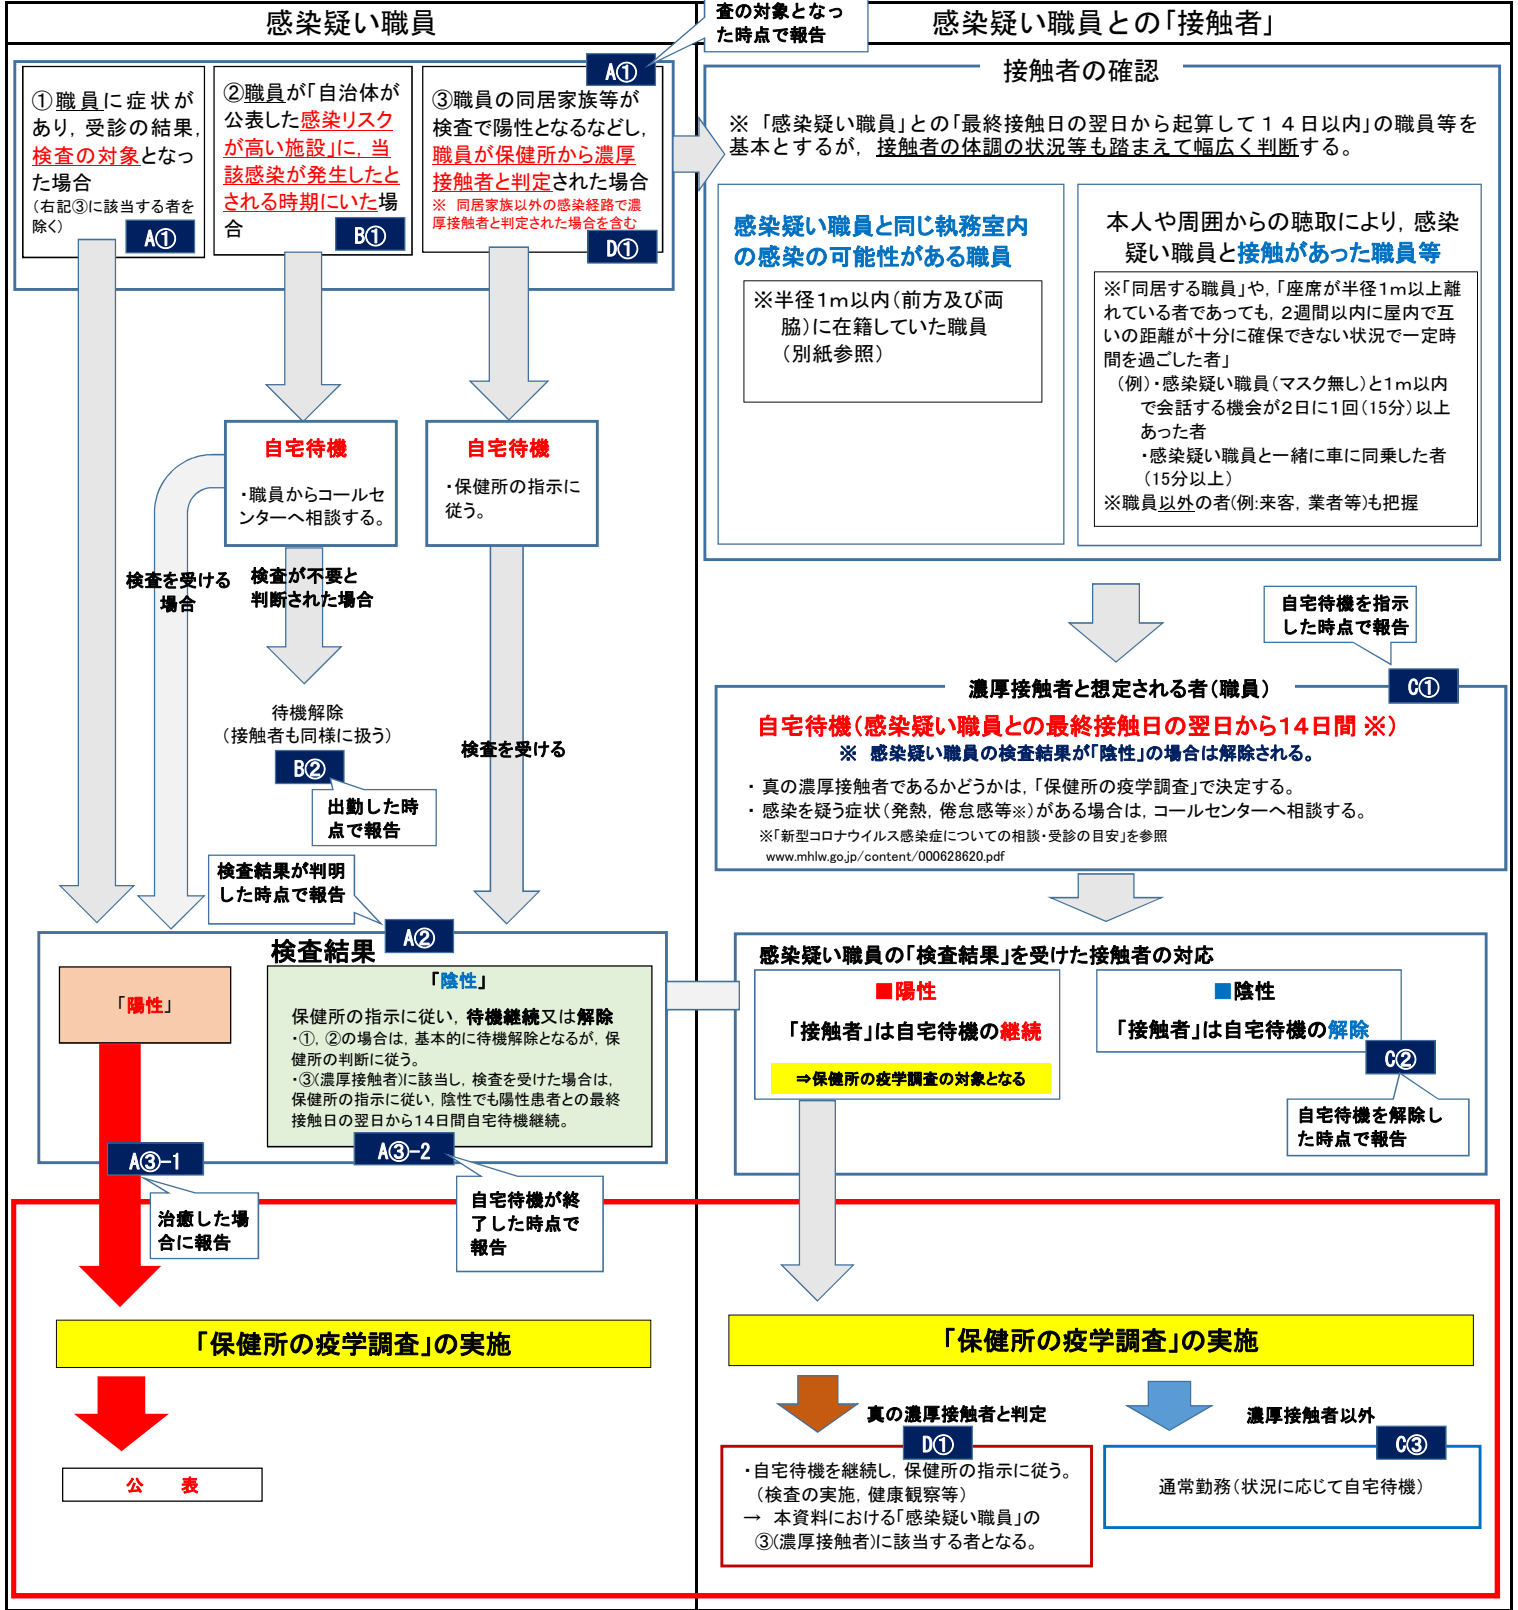 感染疑い職員
査の対象となっ
た時点で報告
感染疑い職員との「接触者」
①職員に症状が
あり，受診の結果，
検査の対象となっ
た場合
（右記③に該当する者を
除く）
A①
②職員が「自治体が
公表した感染リスク
が高い施設」に，当
該感染が発生したと
される時期にいた場
合
B①
A①
③職員の同居家族等が
検査で陽性となるなどし，
職員が保健所から濃厚
接触者と判定された場合
※ 同居家族以外の感染経路で濃
厚接触者と判定された場合を含む
D①
接触者の確認
※ 「感染疑い職員」との「最終接触日の翌日から起算して１４日以内」の職員等を
基本とするが， 接触者の体調の状況等も踏まえて幅広く判断する。
感染疑い職員と同じ執務室内
の感染の可能性がある職員
※半径１ｍ以内（前方及び両
脇）に在籍していた職員
（別紙参照）
本人や周囲からの聴取により，感染
疑い職員と接触があった職員等
※「同居する職員」や，「座席が半径１ｍ以上離
れている者であっても，２週間以内に屋内で互
いの距離が十分に確保できない状況で一定時
間を過ごした者」
（例）・感染疑い職員（マスク無し）と１ｍ以内
で会話する機会が２日に１回（15分）以上
あった者
・感染疑い職員と一緒に車に同乗した者
（15分以上）
※職員以外の者(例:来客，業者等)も把握
自宅待機
・職員からコールセ
ンターへ相談する。
自宅待機
・保健所の指示に
従う。
検査を受ける
場合
検査が不要と
判断された場合
待機解除
（接触者も同様に扱う）
B②
出勤した時
点で報告
検査を受ける
検査結果が判明
した時点で報告
自宅待機を指示
した時点で報告
C①
濃厚接触者と想定される者（職員）
自宅待機（感染疑い職員との最終接触日の翌日から１４日間 ※）
※ 感染疑い職員の検査結果が「陰性」の場合は解除される。
・ 真の濃厚接触者であるかどうかは，「保健所の疫学調査」で決定する。
・ 感染を疑う症状（発熱，倦怠感等※）がある場合は，コールセンターへ相談する。
※「新型コロナウイルス感染症についての相談・受診の目安」を参照
www.mhlw.go.jp/content/000628620.pdf
A②
検査結果
「陽性」
「陰性」
保健所の指示に従い，待機継続又は解除
・①，②の場合は，基本的に待機解除となるが，保
健所の判断に従う。
・③(濃厚接触者)に該当し，検査を受けた場合は，
保健所の指示に従い，陰性でも陽性患者との最終
接触日の翌日から１４日間自宅待機継続。
A③-1
A③-2
治癒した場
合に報告
自宅待機が終
了した時点で
報告
感染疑い職員の「検査結果」を受けた接触者の対応
■陽性
「接触者」は自宅待機の継続
⇒保健所の疫学調査の対象となる
■陰性
「接触者」は自宅待機の解除
C②
自宅待機を解除し
た時点で報告
「保健所の疫学調査」の実施
公 表
「保健所の疫学調査」の実施
真の濃厚接触者と判定
D①
・自宅待機を継続し，保健所の指示に従う。
（検査の実施，健康観察等）
→ 本資料における「感染疑い職員」の
③(濃厚接触者)に該当する者となる。
濃厚接触者以外
C③
通常勤務（状況に応じて自宅待機）